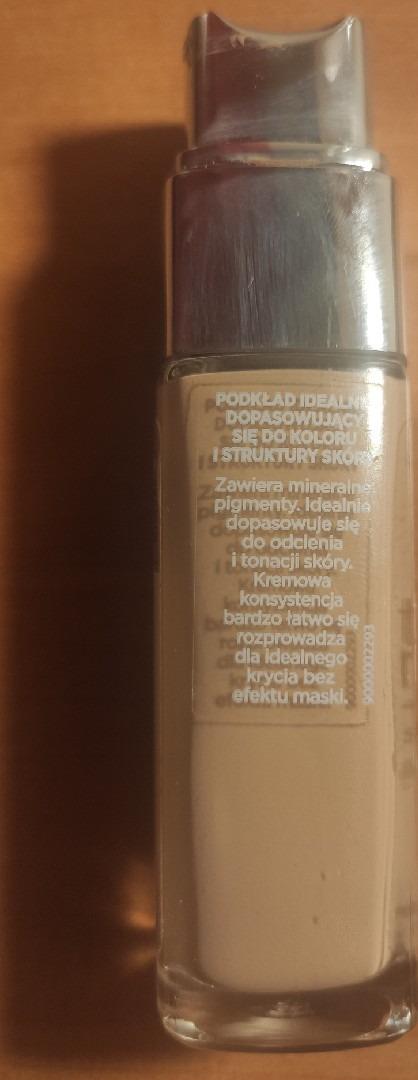 PODKŁAD IDEALNIE
DOPASOWUJĄCY
SIĘ DO KOLORU
I STRUKTURY SKÓRY
Zawiera mineralne
pigmenty. Idealnie
dopasowuje się
do odcienia
i tonacji skóry.
Kremowa
konsystencja
bardzo łatwo się
rozprowadza
dla idealnego
krycia bez
efektu maski.
9000002293